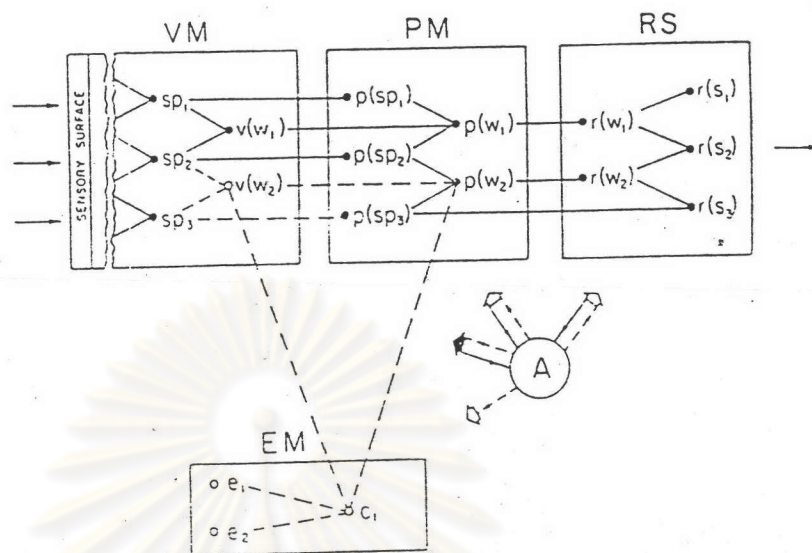 VM PM RS
SENSORY SURFACE
sp₁ p(sp₁) r(s₁)
v(w₁) p(w₁) r(w₁)
sp₂ p(sp₂) r(s₂)
v(w₂) p(w₂) r(w₂)
sp₃ p(sp₃) r(s₃)
A
EM
e₁
c₁
e₂